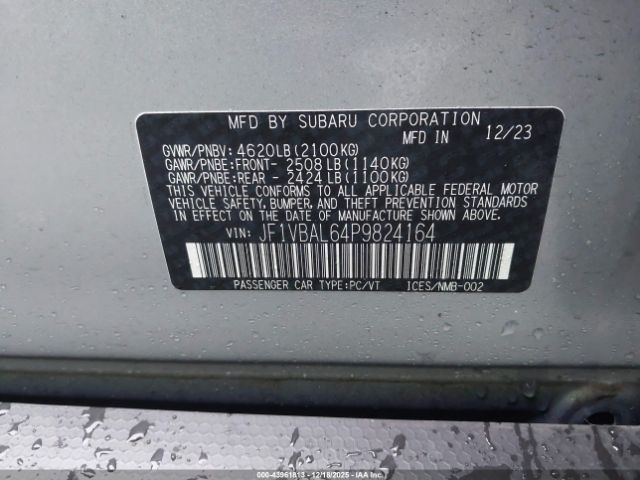 MFD BY SUBARU CORPORATION
MFD IN 12/23
GVWR/PNBV: 4620LB(2100KG)
GAWR/PNBE:FRONT- 2508LB(1140KG)
GAWR/PNBE:REAR - 2424LB(1100KG)
THIS VEHICLE CONFORMS TO ALL APPLICABLE FEDERAL MOTOR
VEHICLE SAFETY, BUMPER, AND THEFT PREVENTION STANDARDS
IN EFFECT ON THE DATE OF MANUFACTURE SHOWN ABOVE.
VIN: JF1VBAL64P9824164
PASSENGER CAR TYPE:PC/VT ICES/NMB-002
000-43961813 - 12/18/2025 - IAAI.com